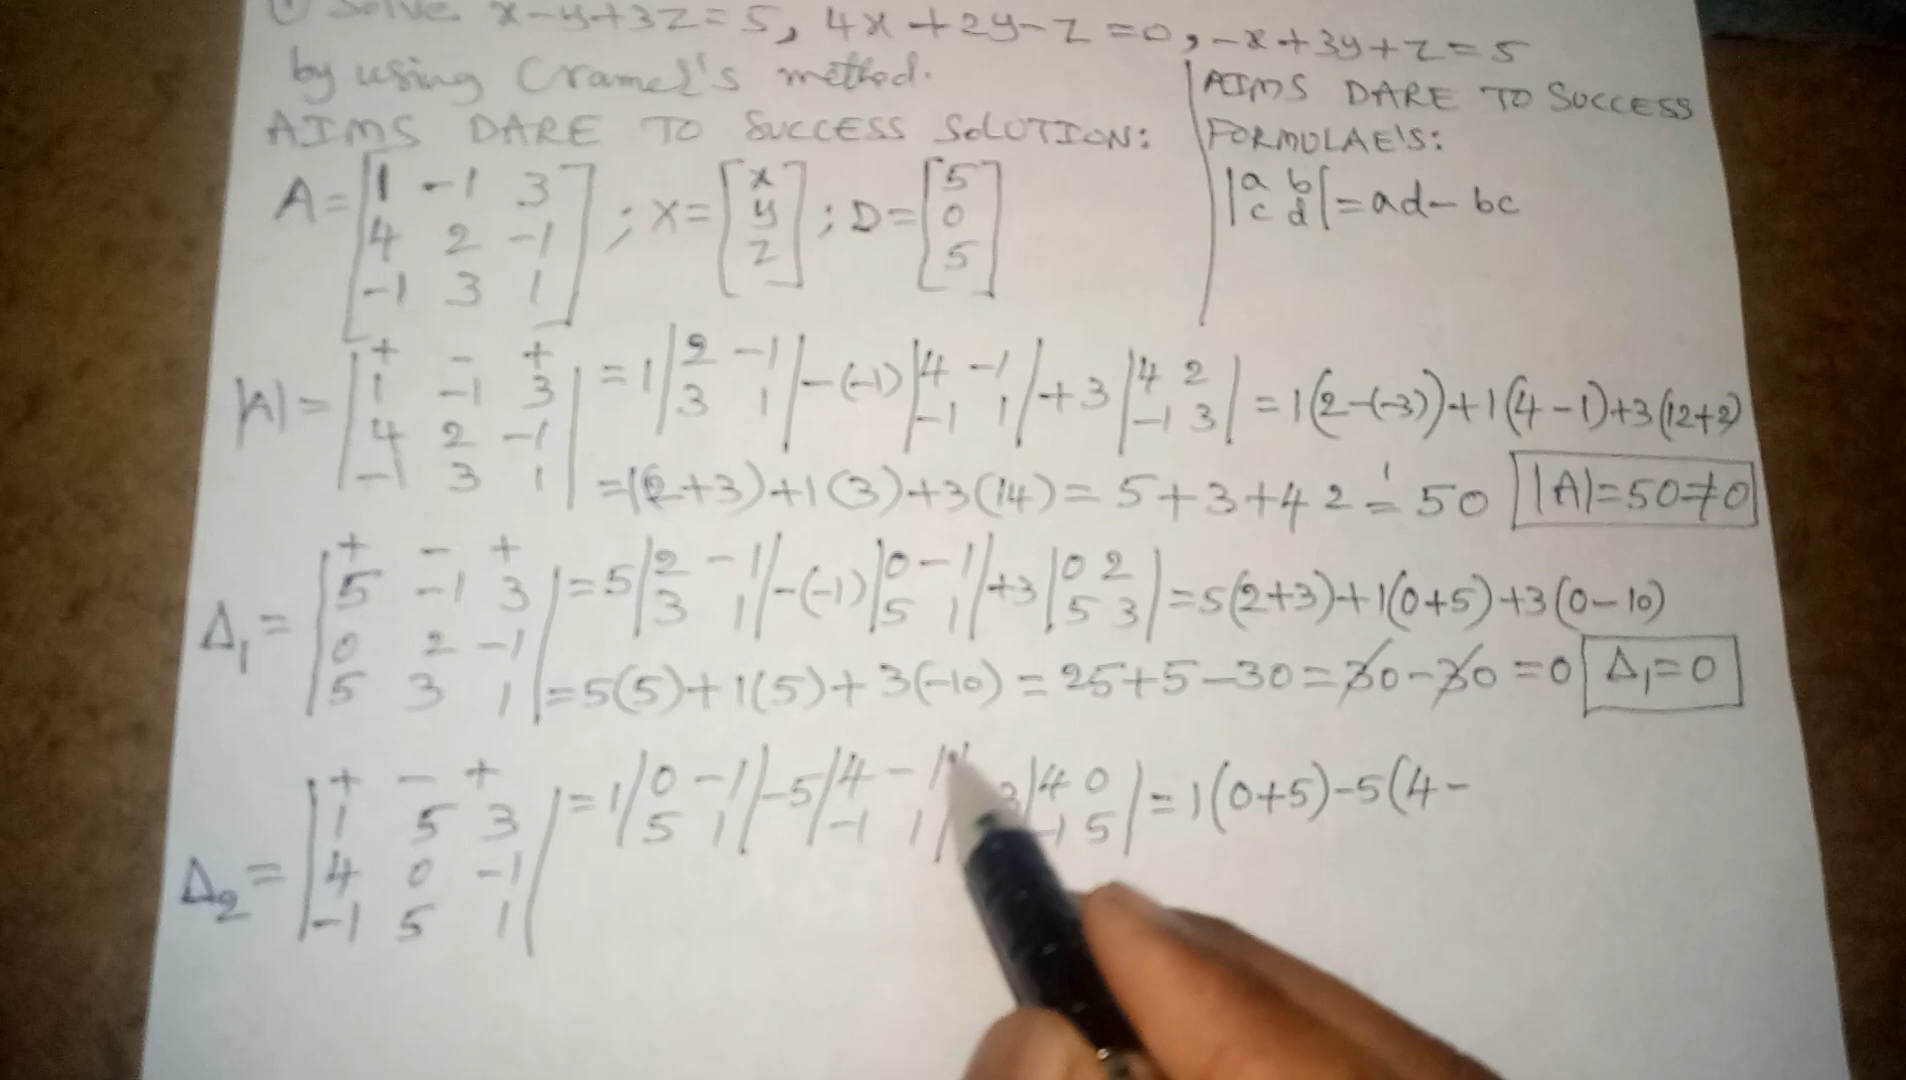 ① Solve x-y+3z=5, 4x+2y-z=0, -x+3y+z=5
by using Cramer's method.
AIMS DARE TO SUCCESS SOLUTION:
AIMS DARE TO SUCCESS
FORMULAE'S:
|a b|
|c d| = ad-bc
A = [1 -1 3]
[4 2 -1]
[-1 3 1] ; X = [x]
[y]
[z] ; D = [5]
[0]
[5]
+ - +
|A| = |1 -1 3|
|4 2 -1|
|-1 3 1| = 1|2 -1|
|3 1| -(-1)|4 -1|
|-1 1| +3|4 2|
|-1 3| = 1(2-(-3))+1(4-1)+3(12+2)
=1(2+3)+1(3)+3(14)=5+3+42=50 |A|=50≠0
+ - +
Δ₁ = |5 -1 3|
|0 2 -1|
|5 3 1| = 5|2 -1|
|3 1| -(-1)|0 -1|
|5 1| +3|0 2|
|5 3| = 5(2+3)+1(0+5)+3(0-10)
=5(5)+1(5)+3(-10)=25+5-30=30-30=0 Δ₁=0
+ - +
Δ₂ = |1 5 3|
|4 0 -1|
|-1 5 1| = 1|0 -1|
|5 1| -5|4 -1|
|-1 1| 3|4 0|
|-1 5| = 1(0+5)-5(4-